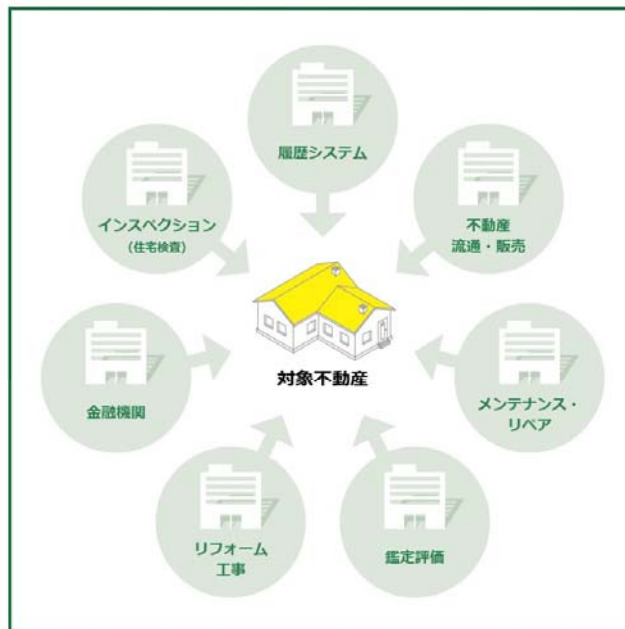 履歴システム
インスペクション
(住宅検査)
不動産
流通・販売
対象不動産
金融機関
メンテナンス・
リペア
リフォーム
工事
鑑定評価